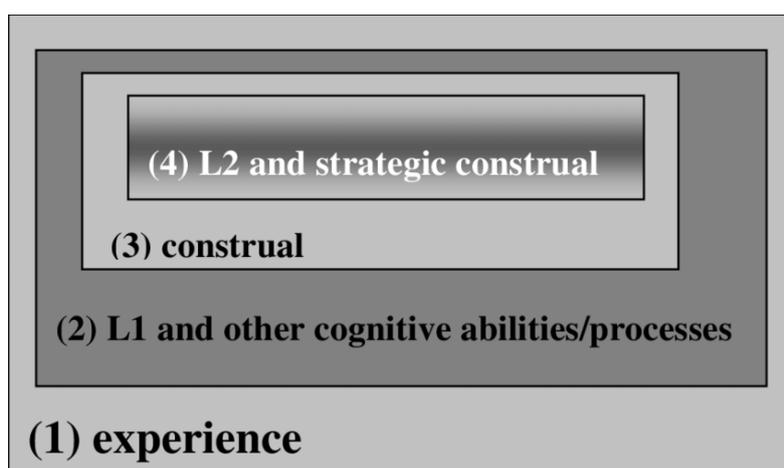 (4) L2 and strategic construal
(3) construal
(2) L1 and other cognitive abilities/processes
(1) experience